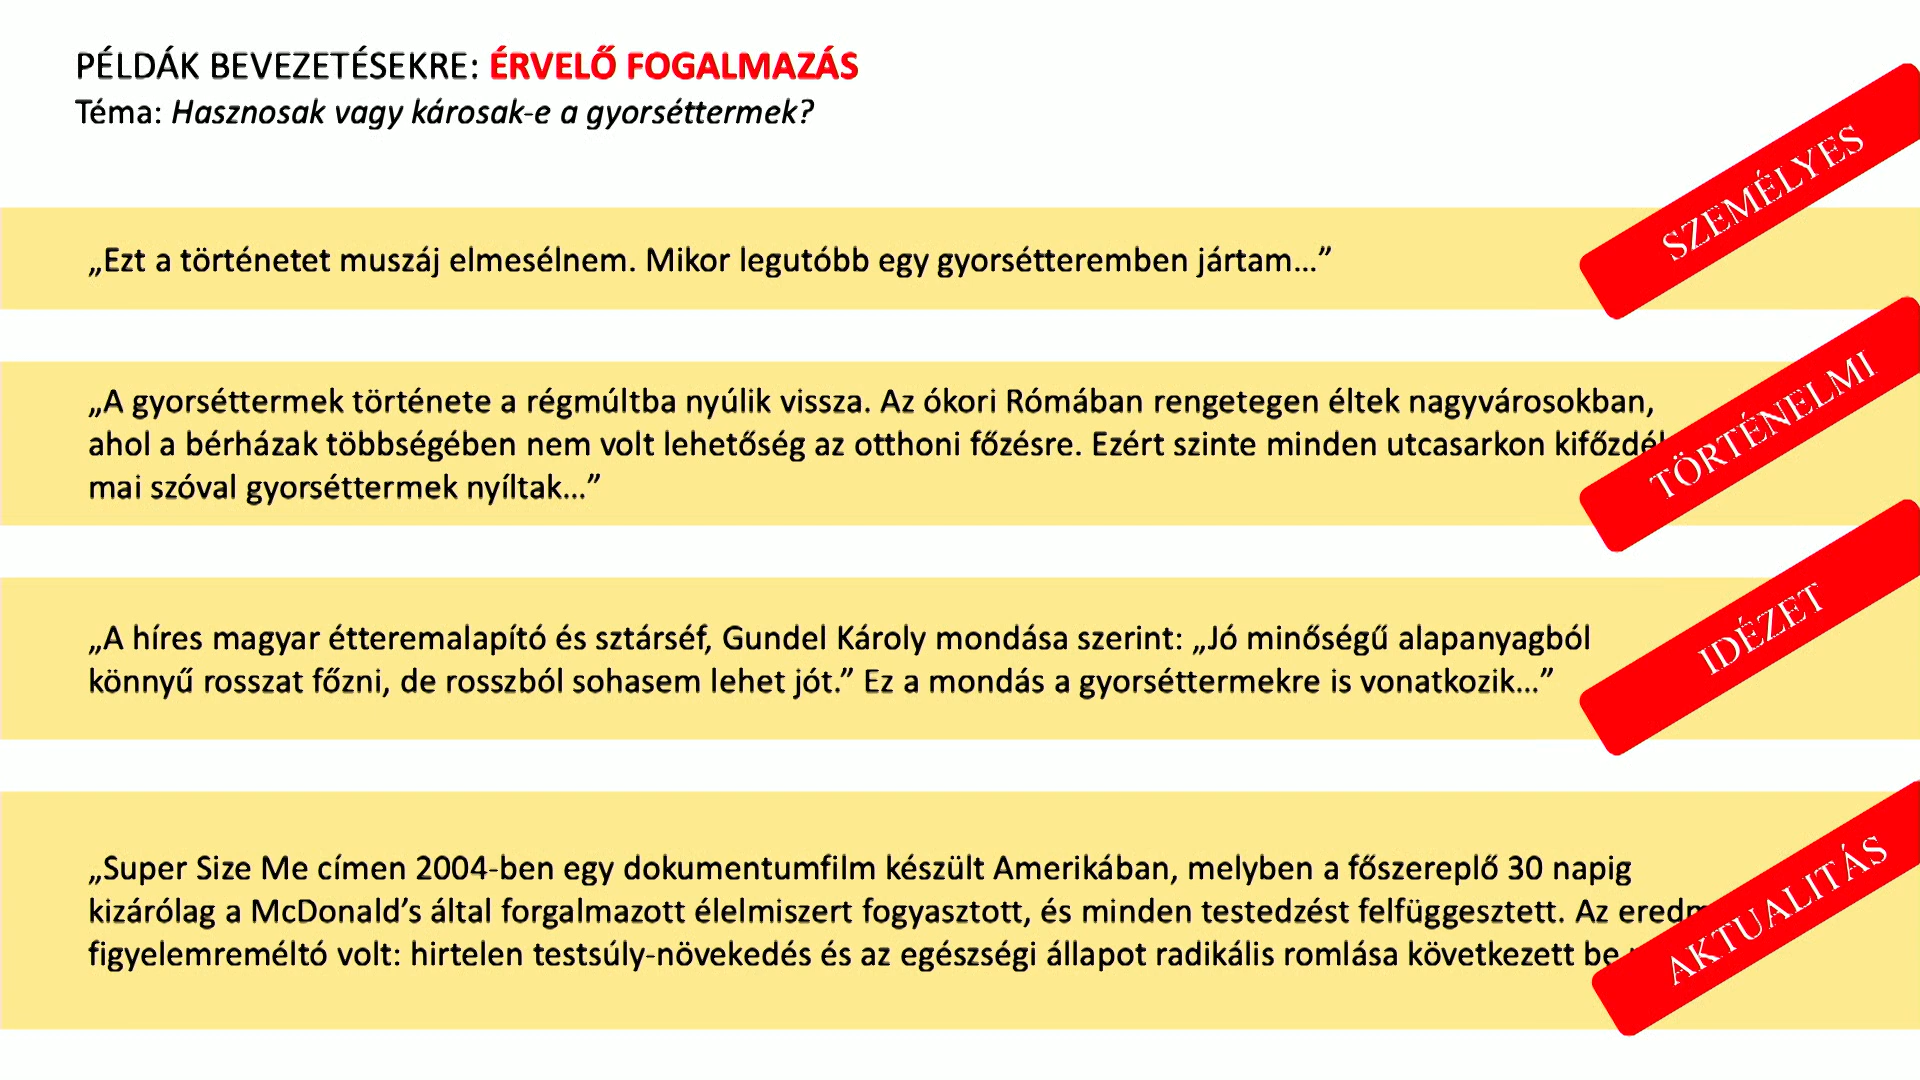 PÉLDÁK BEVEZETÉSEKRE: ÉRVELŐ FOGALMAZÁS
Téma: Hasznosak vagy károsak-e a gyorséttermek?
SZEMÉLYES
„Ezt a történetet muszáj elmesélnem. Mikor legutóbb egy gyorsétteremben jártam…”
TÖRTÉNELMI
„A gyorséttermek története a régmúltba nyúlik vissza. Az ókori Rómában rengetegen éltek nagyvárosokban,
ahol a bérházak többségében nem volt lehetőség az otthoni főzésre. Ezért szinte minden utcasarkon
mai szóval gyorséttermek nyíltak…”
IDÉZET
„A híres magyar étteremalapító és sztárséf, Gundel Károly mondása szerint: „Jó minőségű alapanyagból
könnyű rosszat főzni, de rosszból sohasem lehet jót.” Ez a mondás a gyorséttermekre is vonatkozik…”
AKTUALITÁS
„Super Size Me címen 2004-ben egy dokumentumfilm készült Amerikában, melyben a főszereplő 30 napig
kizárólag a McDonald’s által forgalmazott élelmiszert fogyasztott, és minden testedzést felfüggesztett. Az
figyelemreméltó volt: hirtelen testsúly-növekedés és az egészségi állapot radikális romlása következett be